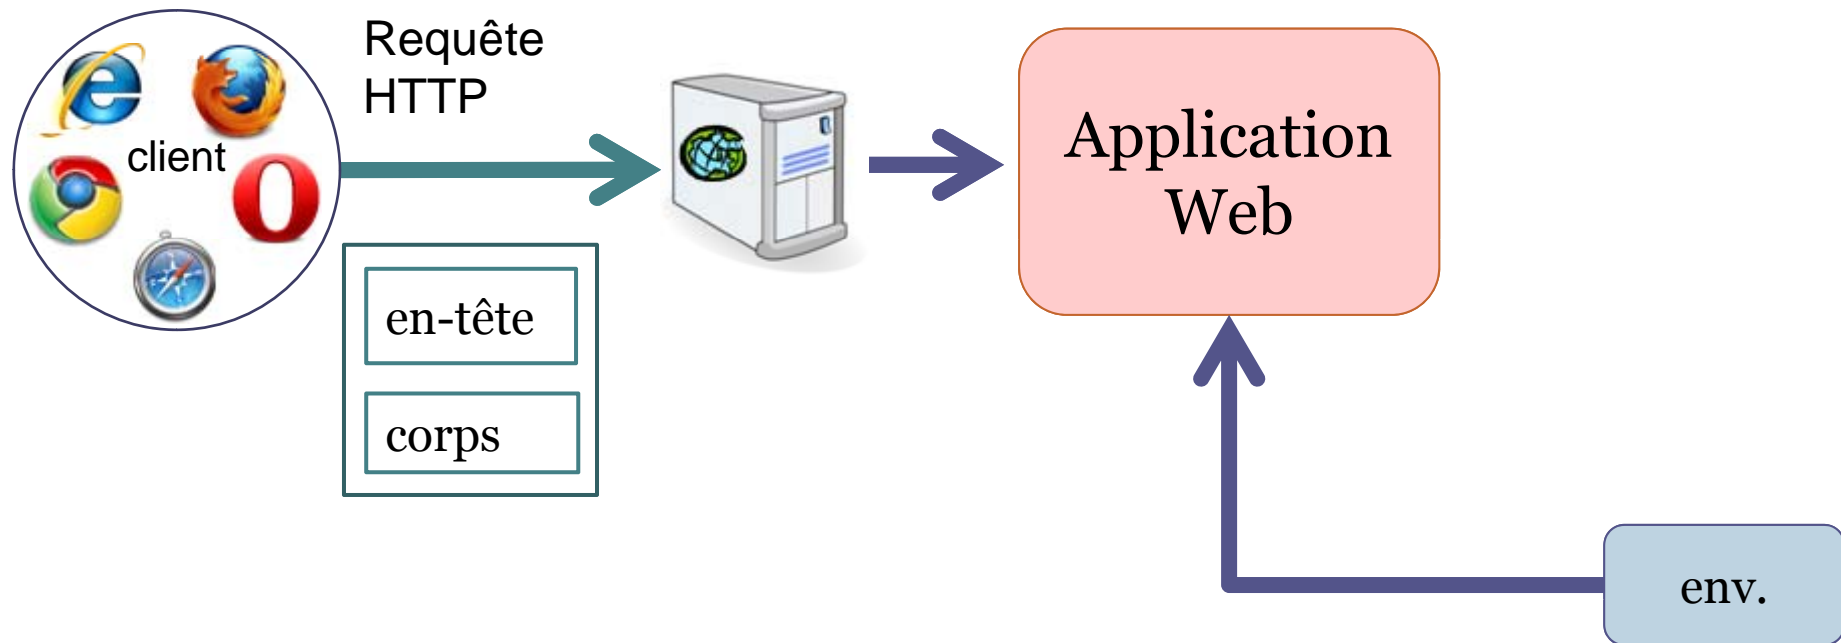 Requête
HTTP
client
Application
Web
en-tête
corps
env.